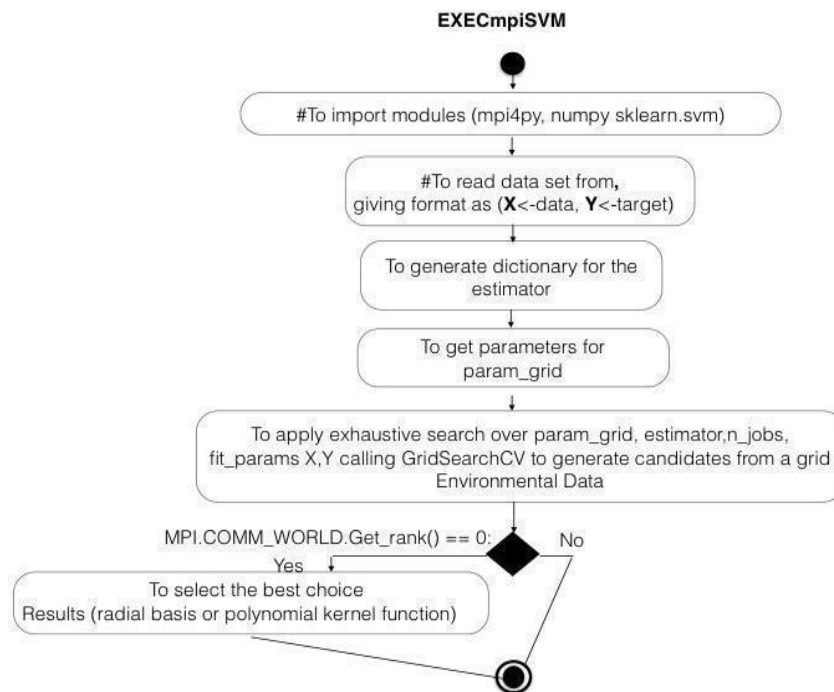 EXECmpiSVM
#To import modules (mpi4py, numpy sklearn.svm)
#To read data set from,
giving format as (X<-data, Y<-target)
To generate dictionary for the
estimator
To get parameters for
param_grid
To apply exhaustive search over param_grid, estimator,n_jobs,
fit_params X,Y calling GridSearchCV to generate candidates from a grid
Environmental Data
MPI.COMM_WORLD.Get_rank() == 0:
No
Yes
To select the best choice
Results (radial basis or polynomial kernel function)